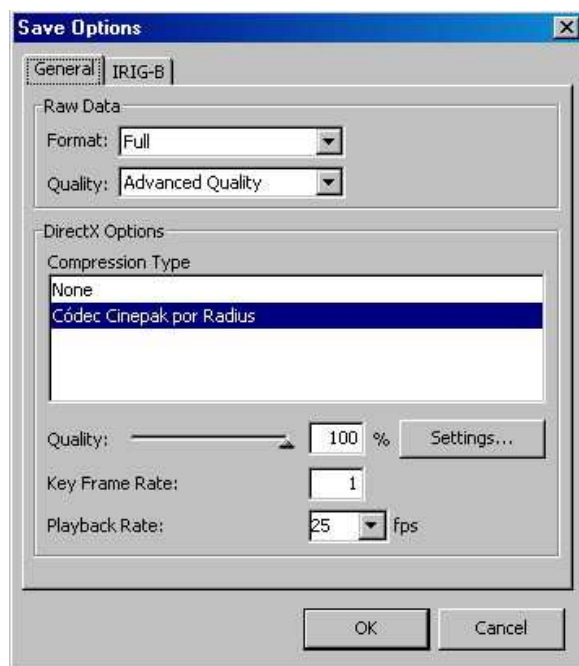 Save Options
General IRIG-B
Raw Data
Format: Full
Quality: Advanced Quality
DirectX Options
Compression Type
None
Códec Cinepak por Radius
Quality: 100 % Settings...
Key Frame Rate: 1
Playback Rate: 25 fps
OK Cancel